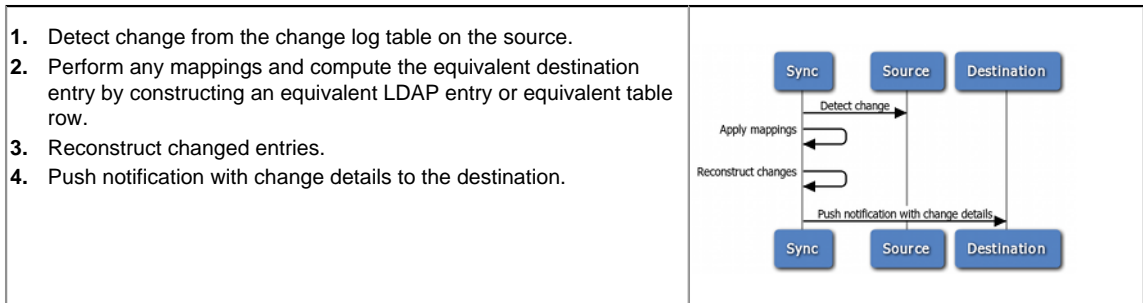 1. Detect change from the change log table on the source.
2. Perform any mappings and compute the equivalent destination
entry by constructing an equivalent LDAP entry or equivalent table
row.
3. Reconstruct changed entries.
4. Push notification with change details to the destination.
Sync Source Destination
Detect change
Apply mappings
Reconstruct changes
Push notification with change details
Sync Source Destination